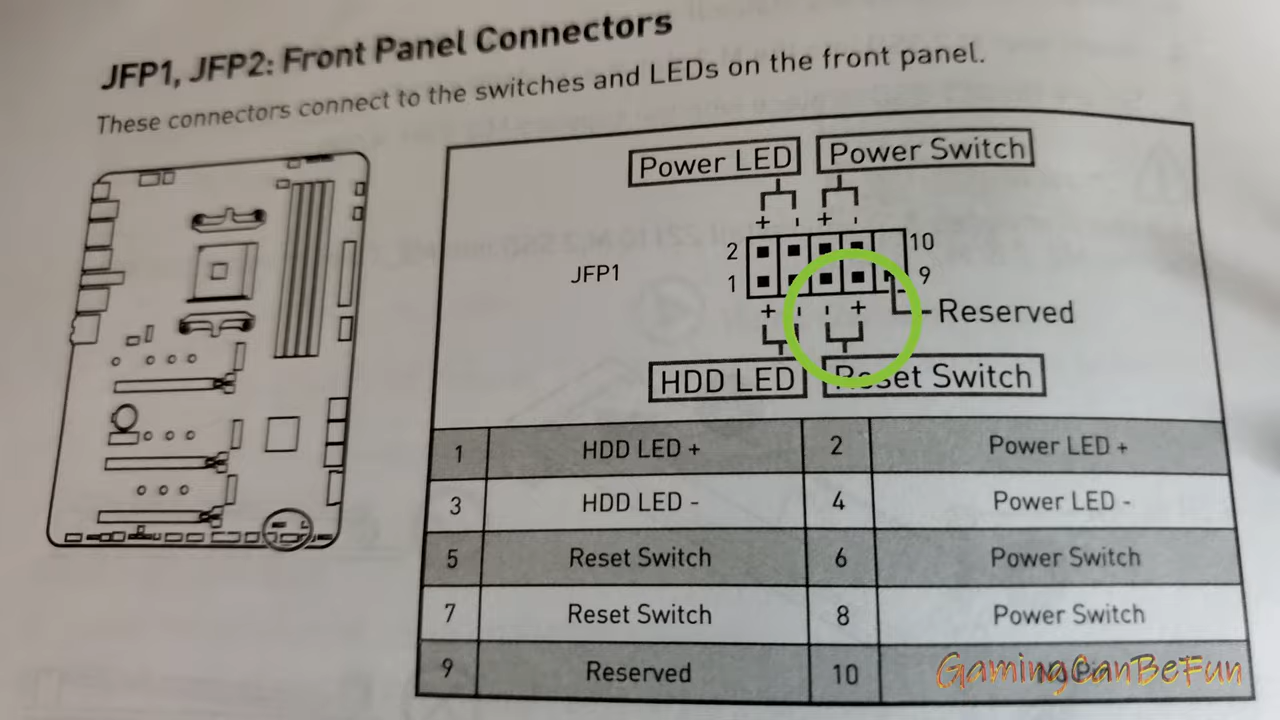 JFP1, JFP2: Front Panel Connectors
These connectors connect to the switches and LEDs on the front panel.
Power LED Power Switch
+ - + -
2 10
JFP1
1 9
+ - - +
Reserved
HDD LED Reset Switch
1 HDD LED + 2 Power LED +
3 HDD LED - 4 Power LED -
5 Reset Switch 6 Power Switch
7 Reset Switch 8 Power Switch
9 Reserved 10
GamingCanBeFun